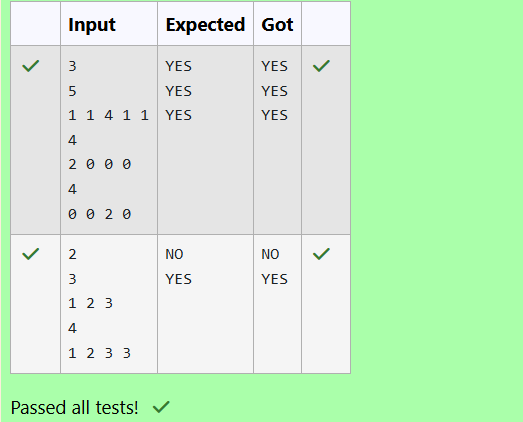 Input Expected Got
3 YES YES
5 YES YES
1 1 4 1 1 YES YES
4
2 0 0 0
4
0 0 2 0
2 NO NO
3 YES YES
1 2 3
4
1 2 3 3
Passed all tests!